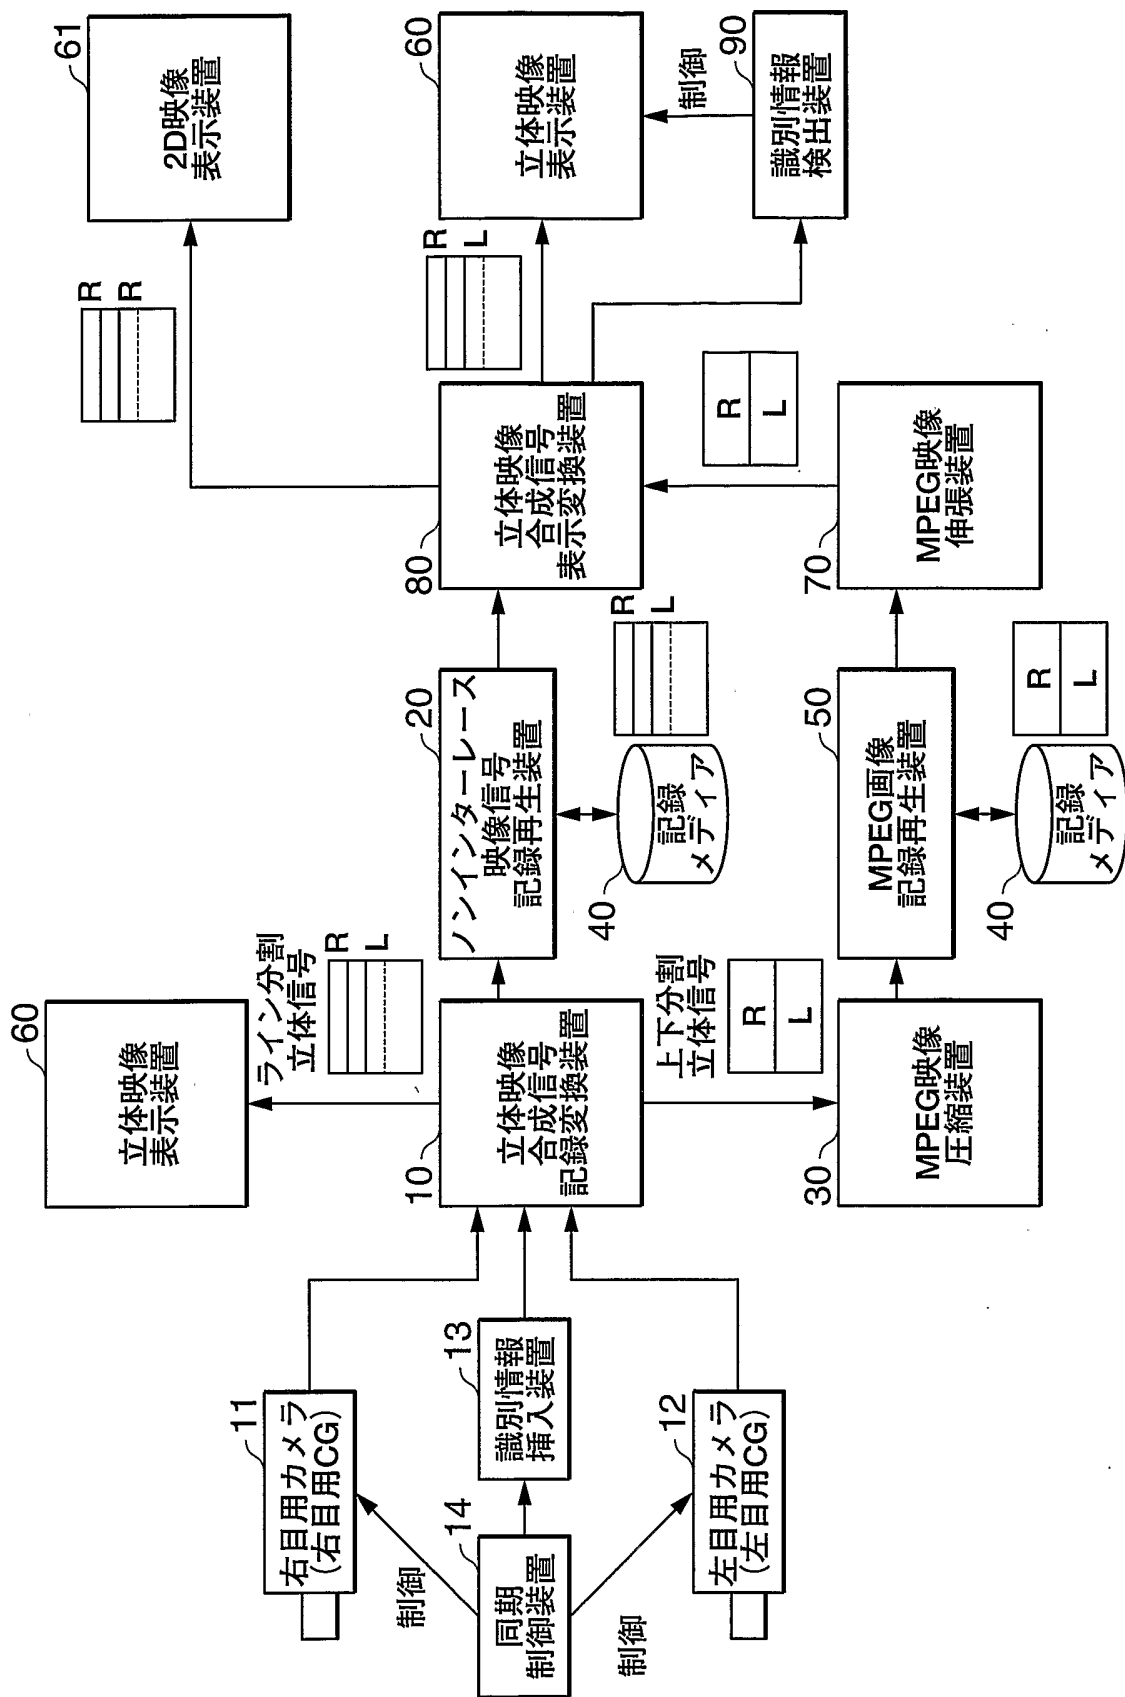 右目用カメラ
(右目用CG)
11
制御
同期
制御装置
14
識別情報
挿入装置
13
制御
左目用カメラ
(左目用CG)
12
立体映像
表示装置
60
ライン分割
立体信号
R
L
立体映像
合成信号
記録変換装置
10
上下分割
立体信号
R
L
MPEG映像
圧縮装置
30
ノンインターレース
映像信号
記録再生装置
20
記録
メディア
40
R
L
MPEG画像
記録再生装置
50
記録
メディア
40
R
L
立体映像
合成信号
表示変換装置
80
MPEG映像
伸張装置
70
R
L
R
R
2D映像
表示装置
61
R
L
立体映像
表示装置
60
制御
識別情報
検出装置
90